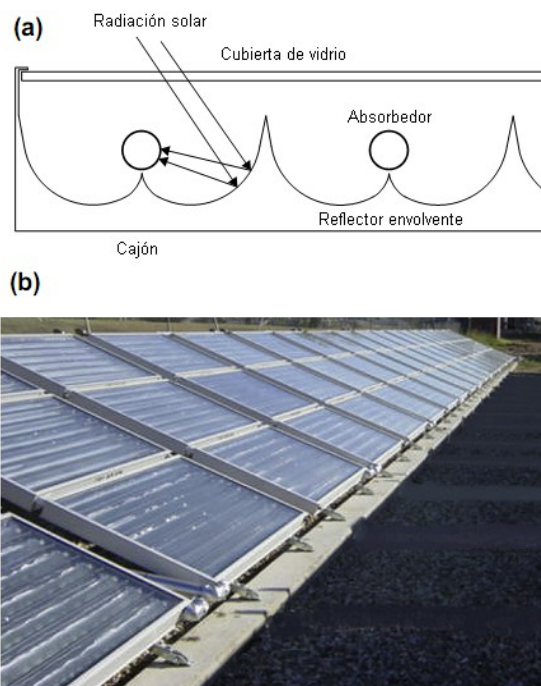 (a)
Radiación solar
Cubierta de vidrio
Absorbedor
Reflector envolvente
Cajón
(b)